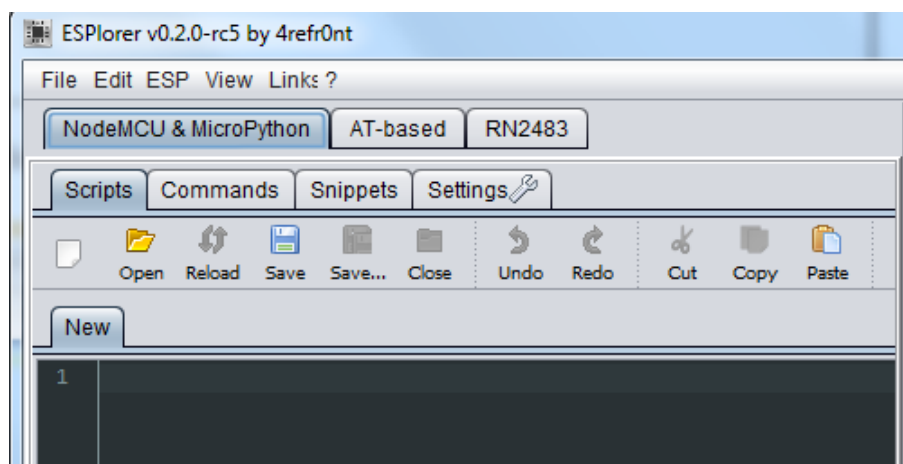 ESPlorer v0.2.0-rc5 by 4refr0nt
File Edit ESP View Links ?
NodeMCU & MicroPython AT-based RN2483
Scripts Commands Snippets Settings
Open Reload Save Save... Close Undo Redo Cut Copy Paste
New
1